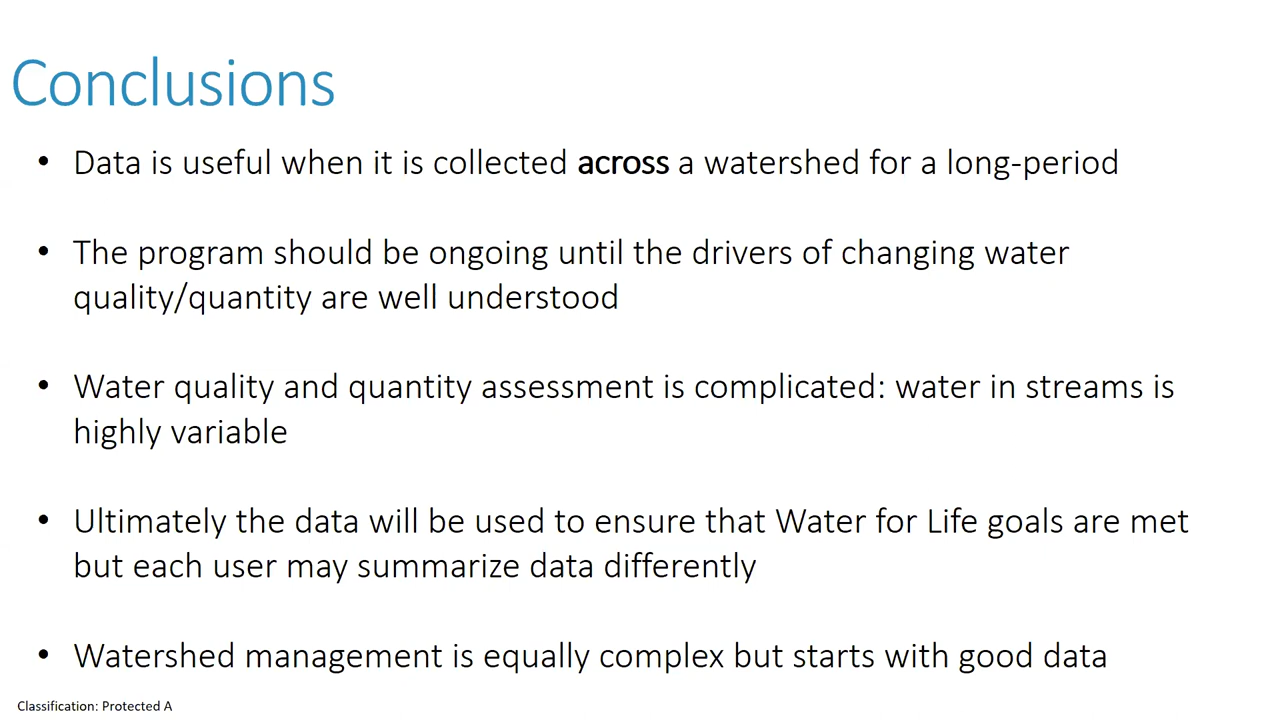 Conclusions
• Data is useful when it is collected across a watershed for a long-period
• The program should be ongoing until the drivers of changing water
quality/quantity are well understood
• Water quality and quantity assessment is complicated: water in streams is
highly variable
• Ultimately the data will be used to ensure that Water for Life goals are met
but each user may summarize data differently
• Watershed management is equally complex but starts with good data
Classification: Protected A